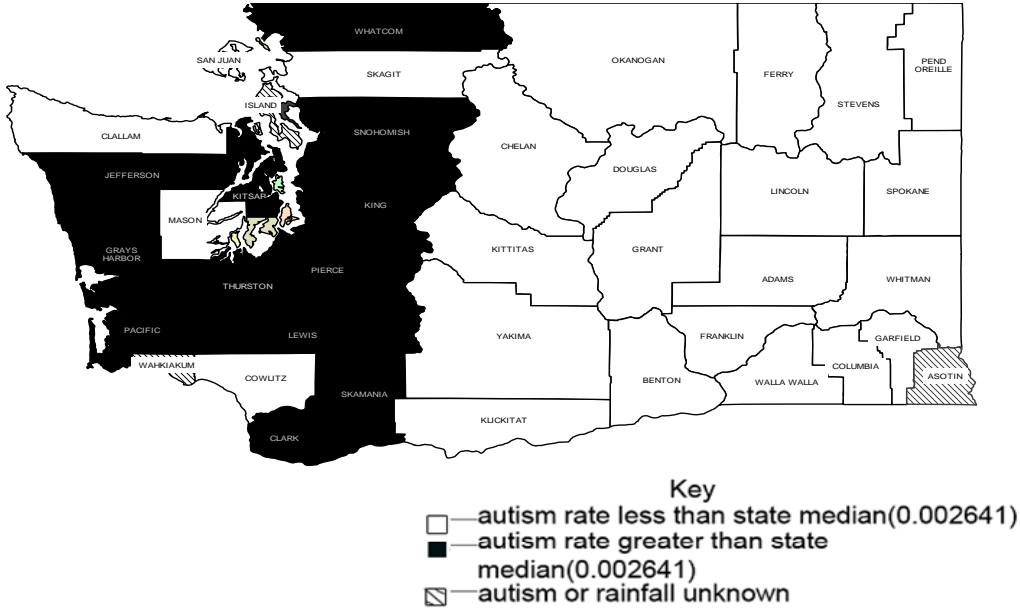 WHATCOM
SAN JUAN
SKAGIT
OKANOGAN
FERRY
STEVENS
PEND
OREILLE
ISLAND
CLALLAM
SNOHOMISH
CHELAN
DOUGLAS
LINCOLN
SPOKANE
JEFFERSON
KITSAP
KING
MASON
GRAYS
HARBOR
KITTITAS
GRANT
PIERCE
THURSTON
ADAMS
WHITMAN
PACIFIC
LEWIS
YAKIMA
FRANKLIN
GARFIELD
WAHKIAKUM
COWLITZ
BENTON
WALLA WALLA
COLUMBIA
ASOTIN
SKAMANIA
KLICKITAT
CLARK
Key
autism rate less than state median(0.002641)
autism rate greater than state
median(0.002641)
autism or rainfall unknown